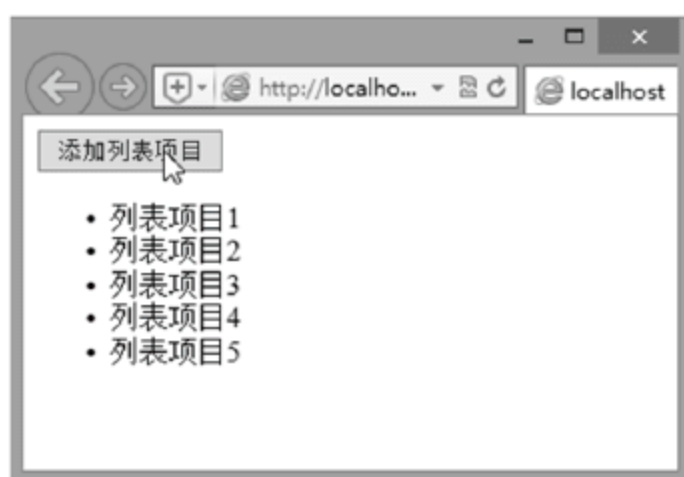 http://localho...
localhost
添加列表项目
• 列表项目1
• 列表项目2
• 列表项目3
• 列表项目4
• 列表项目5